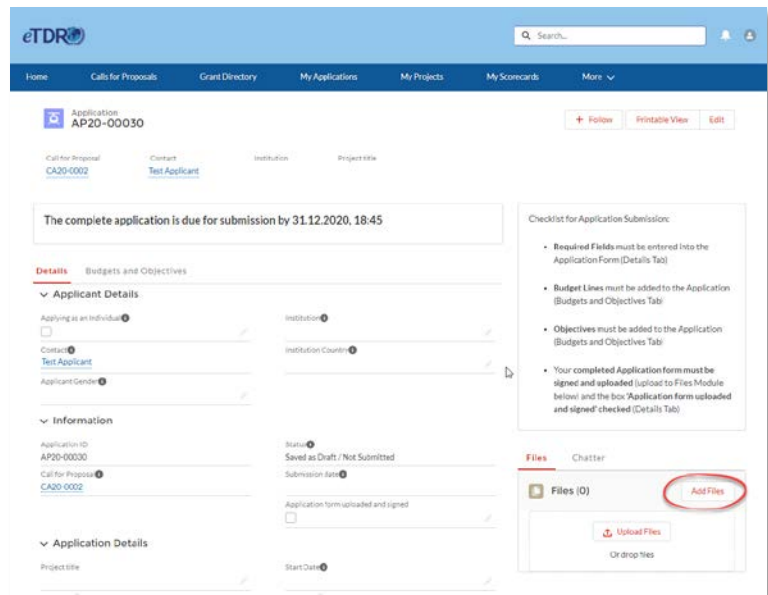 eTDR
Search...
Home Calls for Proposals Grant Directory My Applications My Projects My Scorecards More
Application
AP20-00030
+ Follow Printable View Edit
Call for Proposal Contact Institution Project title
CA20-0002 Test Applicant
The complete application is due for submission by 31.12.2020, 18:45
Details Budgets and Objectives
Applicant Details
Applying as an Individual
Institution
Contact
Test Applicant
Institution Country
Applicant Gender
Information
Application ID
AP20-00030
Status
Saved as Draft / Not Submitted
Call for Proposal
CA20-0002
Submission date
Application form uploaded and signed
Application Details
Project title
Start Date
Checklist for Application Submission:
• Required Fields must be entered into the
Application Form (Details Tab)
• Budget Lines must be added to the Application
(Budgets and Objectives Tab)
• Objectives must be added to the Application
(Budgets and Objectives Tab)
• Your completed Application form must be
signed and uploaded (upload to Files Module
below) and the box 'Application form uploaded
and signed' checked (Details Tab)
Files Chatter
Files (0)
Add Files
Upload Files
Or drop files